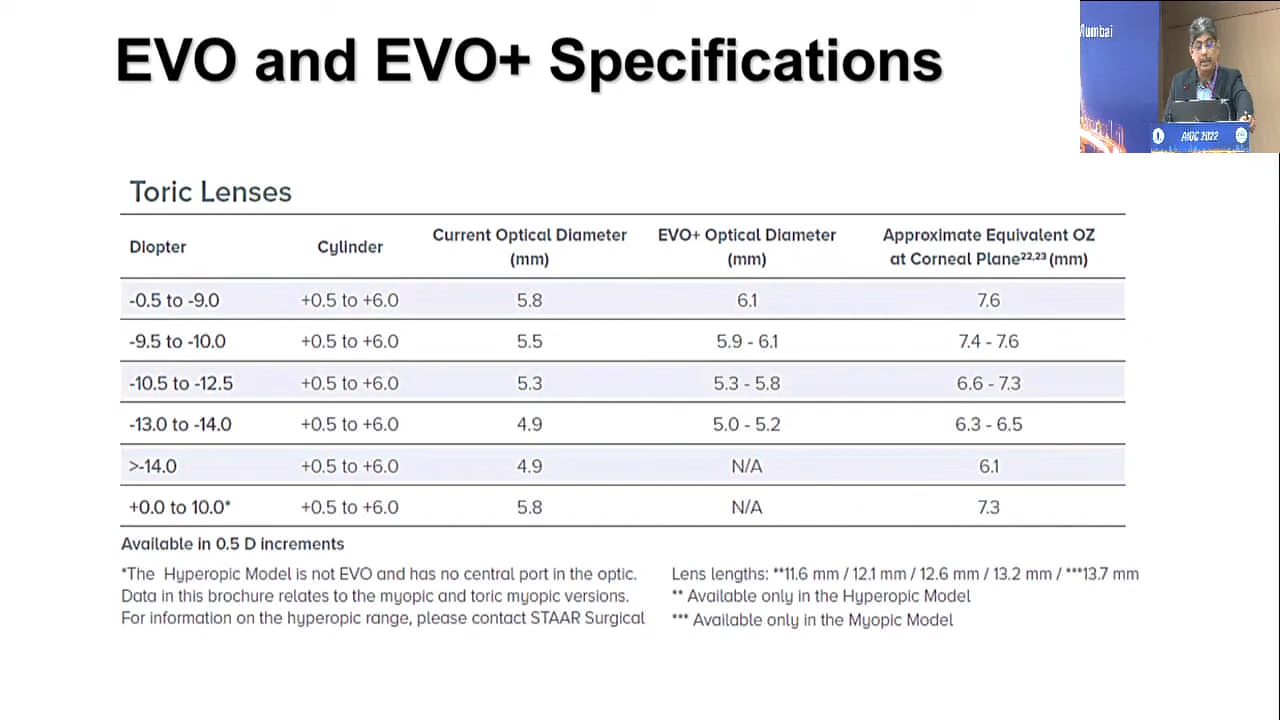 EVO and EVO+ Specifications
Mumbai
AIOC 2022
Toric Lenses
Diopter Cylinder Current Optical Diameter (mm) EVO+ Optical Diameter (mm) Approximate Equivalent OZ at Corneal Plane²²,²³ (mm)
-0.5 to -9.0 +0.5 to +6.0 5.8 6.1 7.6
-9.5 to -10.0 +0.5 to +6.0 5.5 5.9 - 6.1 7.4 - 7.6
-10.5 to -12.5 +0.5 to +6.0 5.3 5.3 - 5.8 6.6 - 7.3
-13.0 to -14.0 +0.5 to +6.0 4.9 5.0 - 5.2 6.3 - 6.5
>-14.0 +0.5 to +6.0 4.9 N/A 6.1
+0.0 to 10.0* +0.5 to +6.0 5.8 N/A 7.3
Available in 0.5 D increments
*The Hyperopic Model is not EVO and has no central port in the optic.
Data in this brochure relates to the myopic and toric myopic versions.
For information on the hyperopic range, please contact STAAR Surgical
Lens lengths: **11.6 mm / 12.1 mm / 12.6 mm / 13.2 mm / ***13.7 mm
** Available only in the Hyperopic Model
*** Available only in the Myopic Model